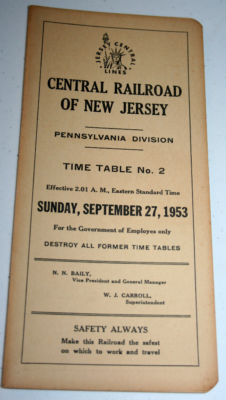 JERSEY CENTRAL
LINES
CENTRAL RAILROAD
OF NEW JERSEY
PENNSYLVANIA DIVISION
TIME TABLE No. 2
Effective 2.01 A. M., Eastern Standard Time
SUNDAY, SEPTEMBER 27, 1953
For the Government of Employes only
DESTROY ALL FORMER TIME TABLES
N. N. BAILY,
Vice President and General Manager
W. J. CARROLL,
Superintendent
SAFETY ALWAYS
Make this Railroad the safest
on which to work and travel